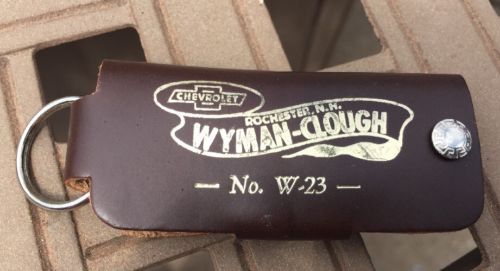 CHEVROLET
ROCHESTER, N.H.
WYMAN-CLOUGH
— No. W-23 —